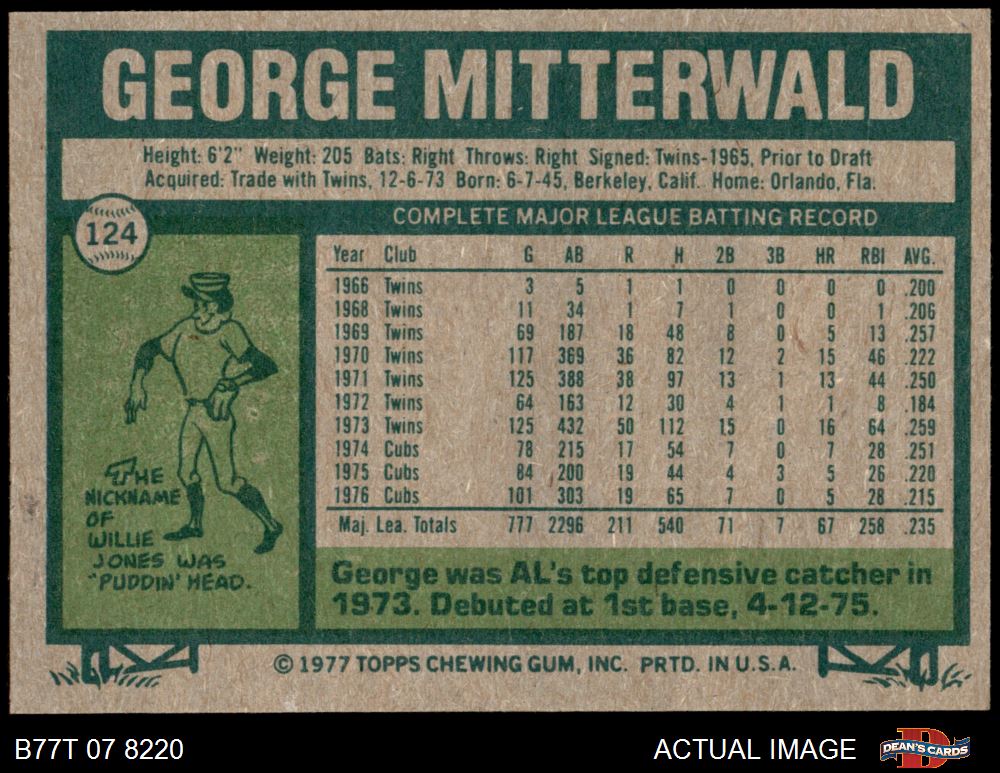 GEORGE MITTERWALD
Height: 6'2" Weight: 205 Bats: Right Throws: Right Signed: Twins-1965, Prior to Draft
Acquired: Trade with Twins, 12-6-73 Born: 6-7-45, Berkeley, Calif. Home: Orlando, Fla.
124
COMPLETE MAJOR LEAGUE BATTING RECORD
Year Club G AB R H 2B 3B HR RBI AVG.
1966 Twins 3 5 1 1 0 0 0 0 .200
1968 Twins 11 34 1 7 1 0 0 1 .206
1969 Twins 69 187 18 48 8 0 5 13 .257
1970 Twins 117 369 36 82 12 2 15 46 .222
1971 Twins 125 388 38 97 13 1 13 44 .250
1972 Twins 64 163 12 30 4 1 1 8 .184
1973 Twins 125 432 50 112 15 0 16 64 .259
1974 Cubs 78 215 17 54 7 0 7 28 .251
1975 Cubs 84 200 19 44 4 3 5 26 .220
1976 Cubs 101 303 19 65 7 0 5 28 .215
Maj. Lea. Totals 777 2296 211 540 71 7 67 258 .235
THE
NICKNAME
OF
WILLIE
JONES WAS
"PUDDIN' HEAD.
George was AL's top defensive catcher in
1973. Debuted at 1st base, 4-12-75.
© 1977 TOPPS CHEWING GUM, INC. PRTD. IN U.S.A.
B77T 07 8220
ACTUAL IMAGE
DEAN'S CARDS